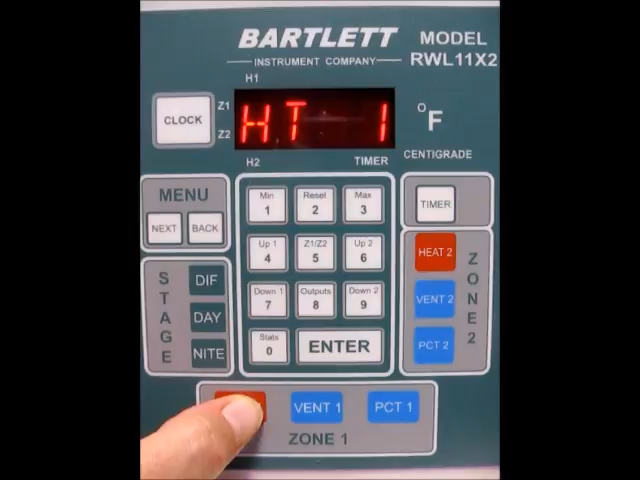 BARTLETT
INSTRUMENT COMPANY
MODEL
RWL11X2
H1
CLOCK
Z1
Z2
HT 1
°F
H2
TIMER
CENTIGRADE
MENU
NEXT
BACK
Min
1
Reset
2
Max
3
TIMER
Up 1
4
Z1/Z2
5
Up 2
6
HEAT 2
VENT 2
PCT 2
ZONE 2
STAGE
DIF
DAY
NITE
Down 1
7
Outputs
8
Down 2
9
Stats
0
ENTER
VENT 1
PCT 1
ZONE 1